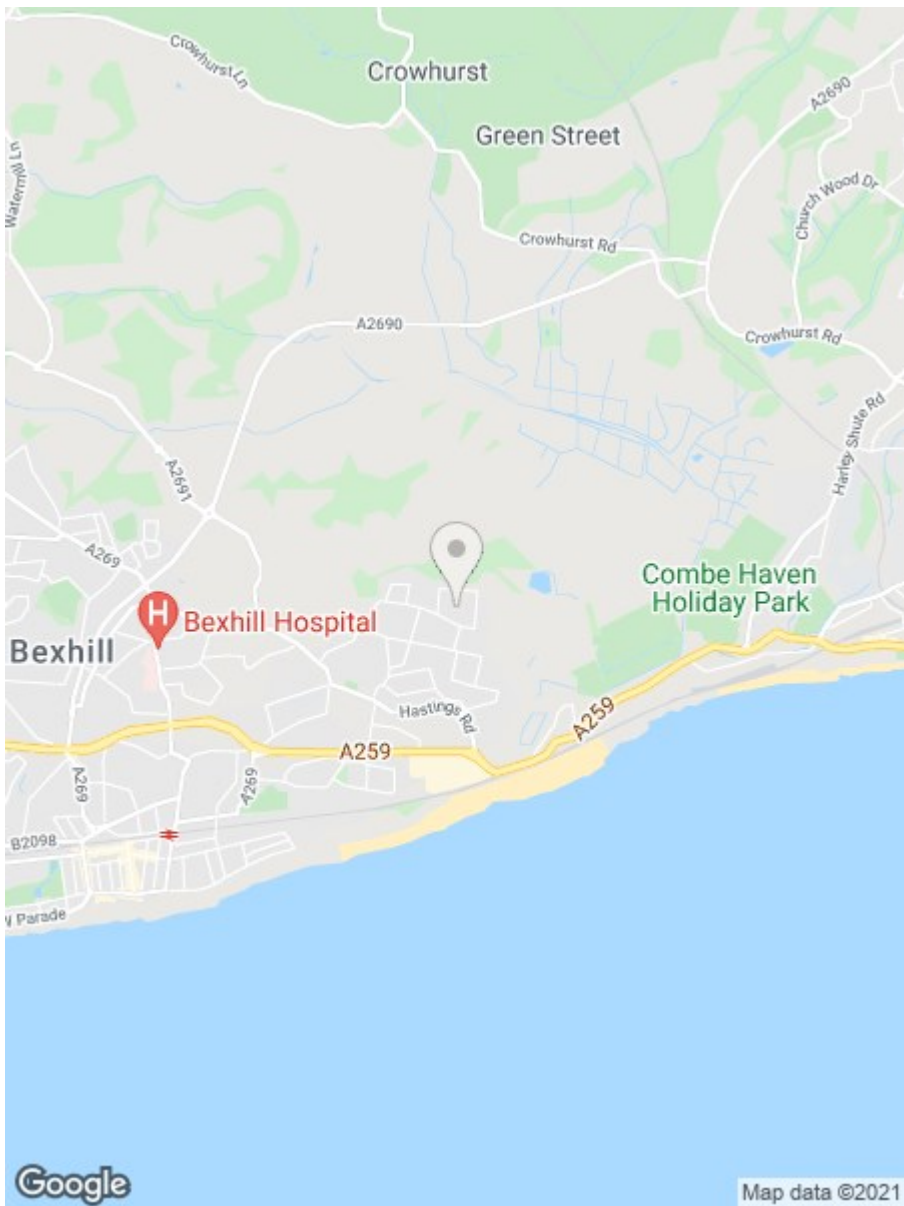 Crowhurst Ln
Crowhurst
A2690
Green Street
Watermill Ln
Church Wood Dr
Crowhurst Rd
A2690
Crowhurst Rd
Harley Shute Rd
A2691
A269
Combe Haven
Holiday Park
H
Bexhill Hospital
Bexhill
Hastings Rd
A259
A259
A269
A269
B2098
W Parade
Google
Map data ©2021